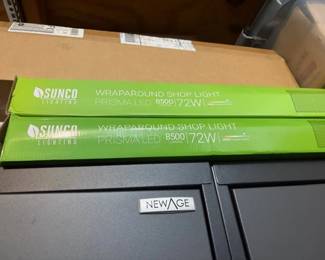 SUNCO
LIGHTING
WRAPAROUND SHOP LIGHT
PRISMA LED 8500 72W
SUNCO
LIGHTING
WRAPAROUND SHOP LIGHT
PRISMA LED 8500 72W
NEWAGE